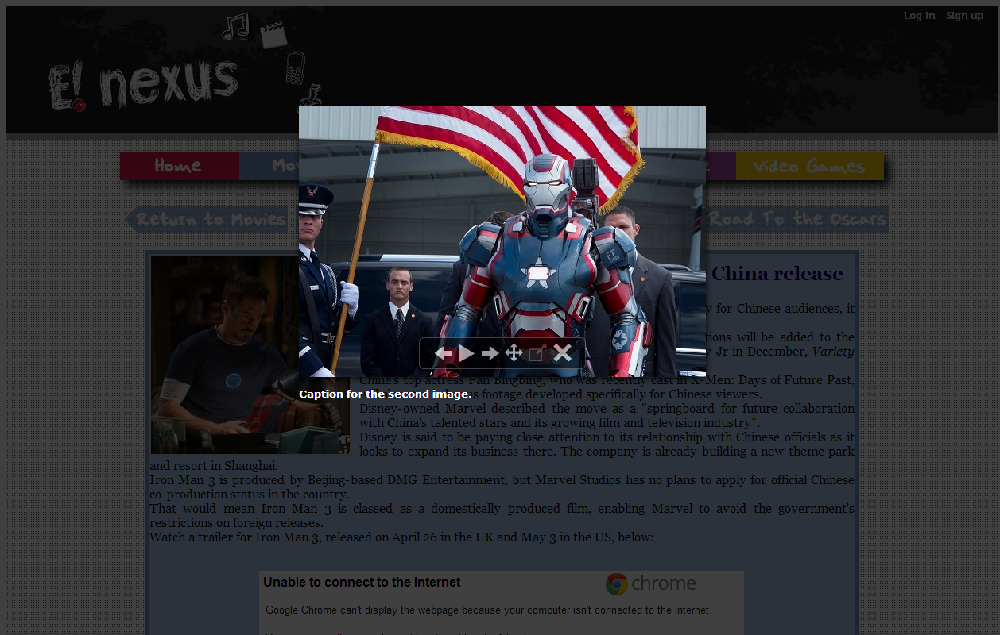 Log in Sign up
E! nexus
Home Mo Video Games
Return to Movies Road To the Oscars
China release
y for Chinese audiences, it
tions will be added to the
y Jr in December, Variety
China's top actress Fan Bingbing, who was recently cast in X-Men: Days of Future Past,
Caption for the second image.
s footage developed specifically for Chinese viewers.
Disney-owned Marvel described the move as a "springboard for future collaboration
with China's talented stars and its growing film and television industry".
Disney is said to be paying close attention to its relationship with Chinese officials as it
looks to expand its business there. The company is already building a new theme park
and resort in Shanghai.
Iron Man 3 is produced by Beijing-based DMG Entertainment, but Marvel Studios has no plans to apply for official Chinese
co-production status in the country.
That would mean Iron Man 3 is classed as a domestically produced film, enabling Marvel to avoid the government's
restrictions on foreign releases.
Watch a trailer for Iron Man 3, released on April 26 in the UK and May 3 in the US, below:
Unable to connect to the Internet chrome
Google Chrome can't display the webpage because your computer isn't connected to the Internet.